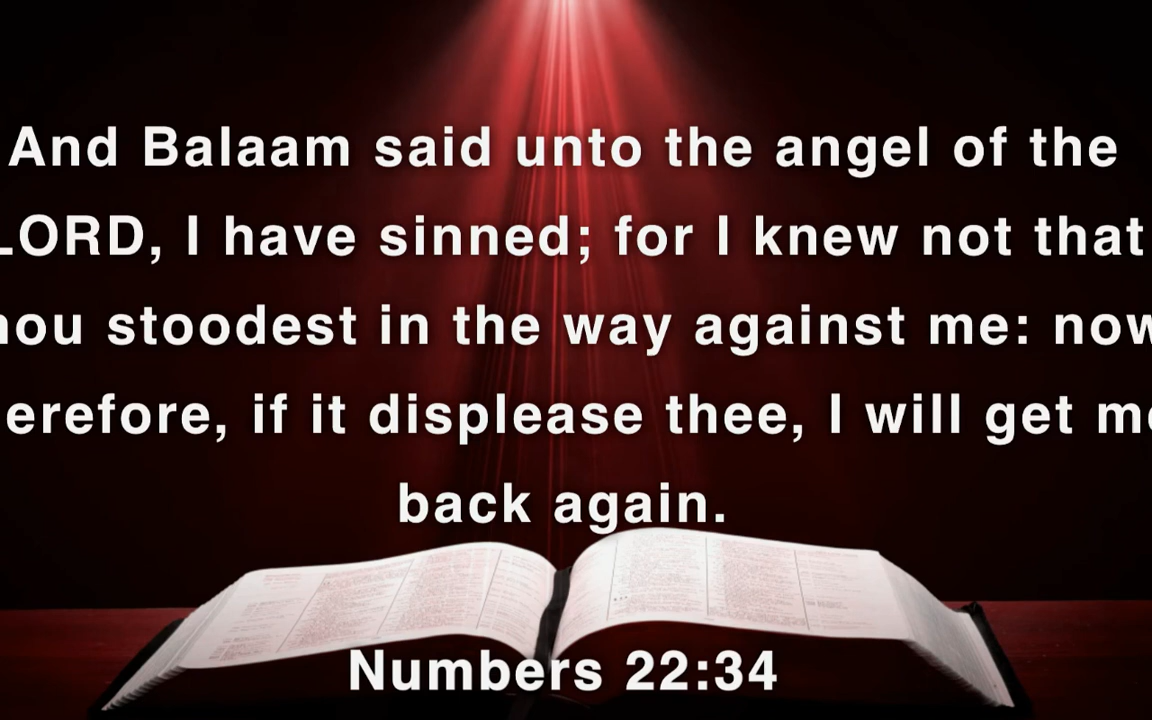 And Balaam said unto the angel of the
LORD, I have sinned; for I knew not that
hou stoodest in the way against me: now
erefore, if it displease thee, I will get me
back again.
Numbers 22:34